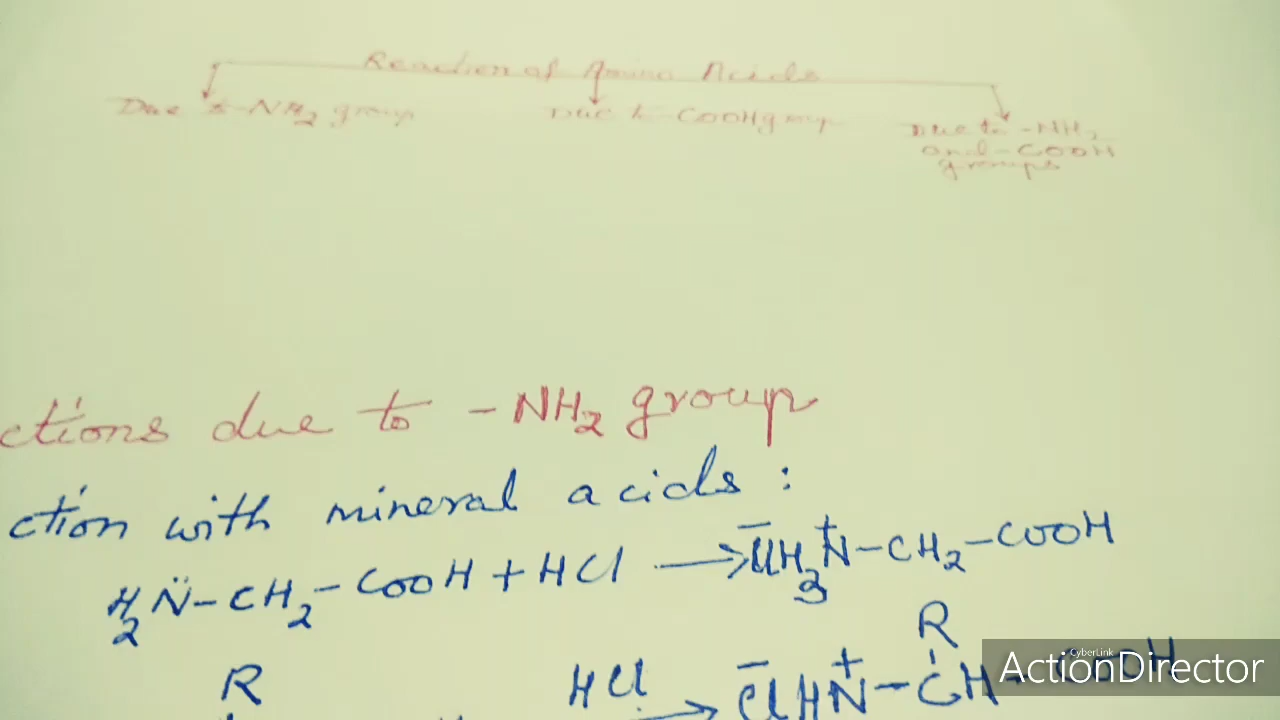 Reaction of Amino Acids
Due to -NH2 group
Due to -COOH group
Due to -NH2
and -COOH
groups
ctions due to -NH2 group
ction with mineral acids :
H2N̈-CH2-COOH + HCl ⟶ C̄lH3N⁺-CH2-COOH
R
R
HCl ⟶ C̄lHN⁺-CH-COOH
CyberLink
ActionDirector